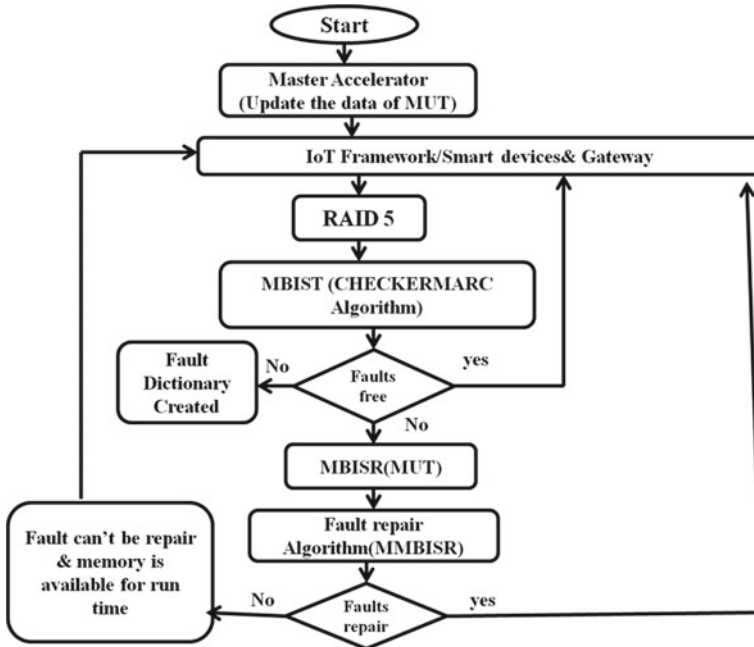 Start
Master Accelerator
(Update the data of MUT)
IoT Framework/Smart devices& Gateway
RAID 5
MBIST (CHECKERMARC
Algorithm)
Fault
Dictionary
Created
No
Faults
free
yes
No
MBISR(MUT)
Fault repair
Algorithm(MMBISR)
Fault can't be repair
& memory is
available for run
time
No
Faults
repair
yes